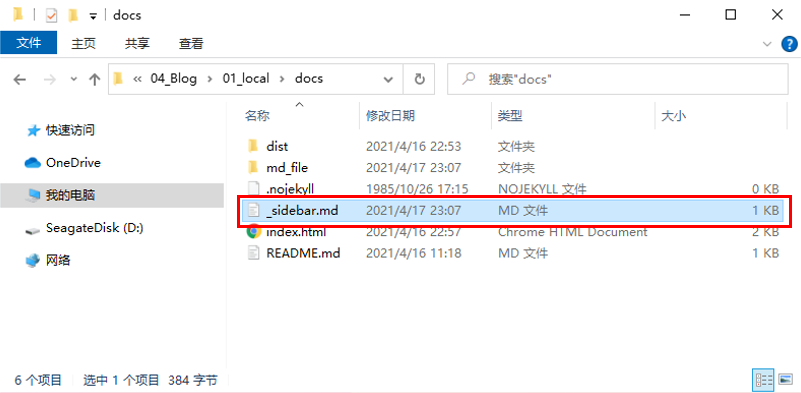 docs
文件 主页 共享 查看
« 04_Blog › 01_local › docs 搜索"docs"
名称 修改日期 类型 大小
快速访问
OneDrive
我的电脑
SeagateDisk (D:)
网络
dist 2021/4/16 22:53 文件夹
md_file 2021/4/17 23:07 文件夹
.nojekyll 1985/10/26 17:15 NOJEKYLL 文件 0 KB
_sidebar.md 2021/4/17 23:07 MD 文件 1 KB
index.html 2021/4/16 22:57 Chrome HTML Document 2 KB
README.md 2021/4/16 11:18 MD 文件 1 KB
6 个项目 选中 1 个项目 384 字节